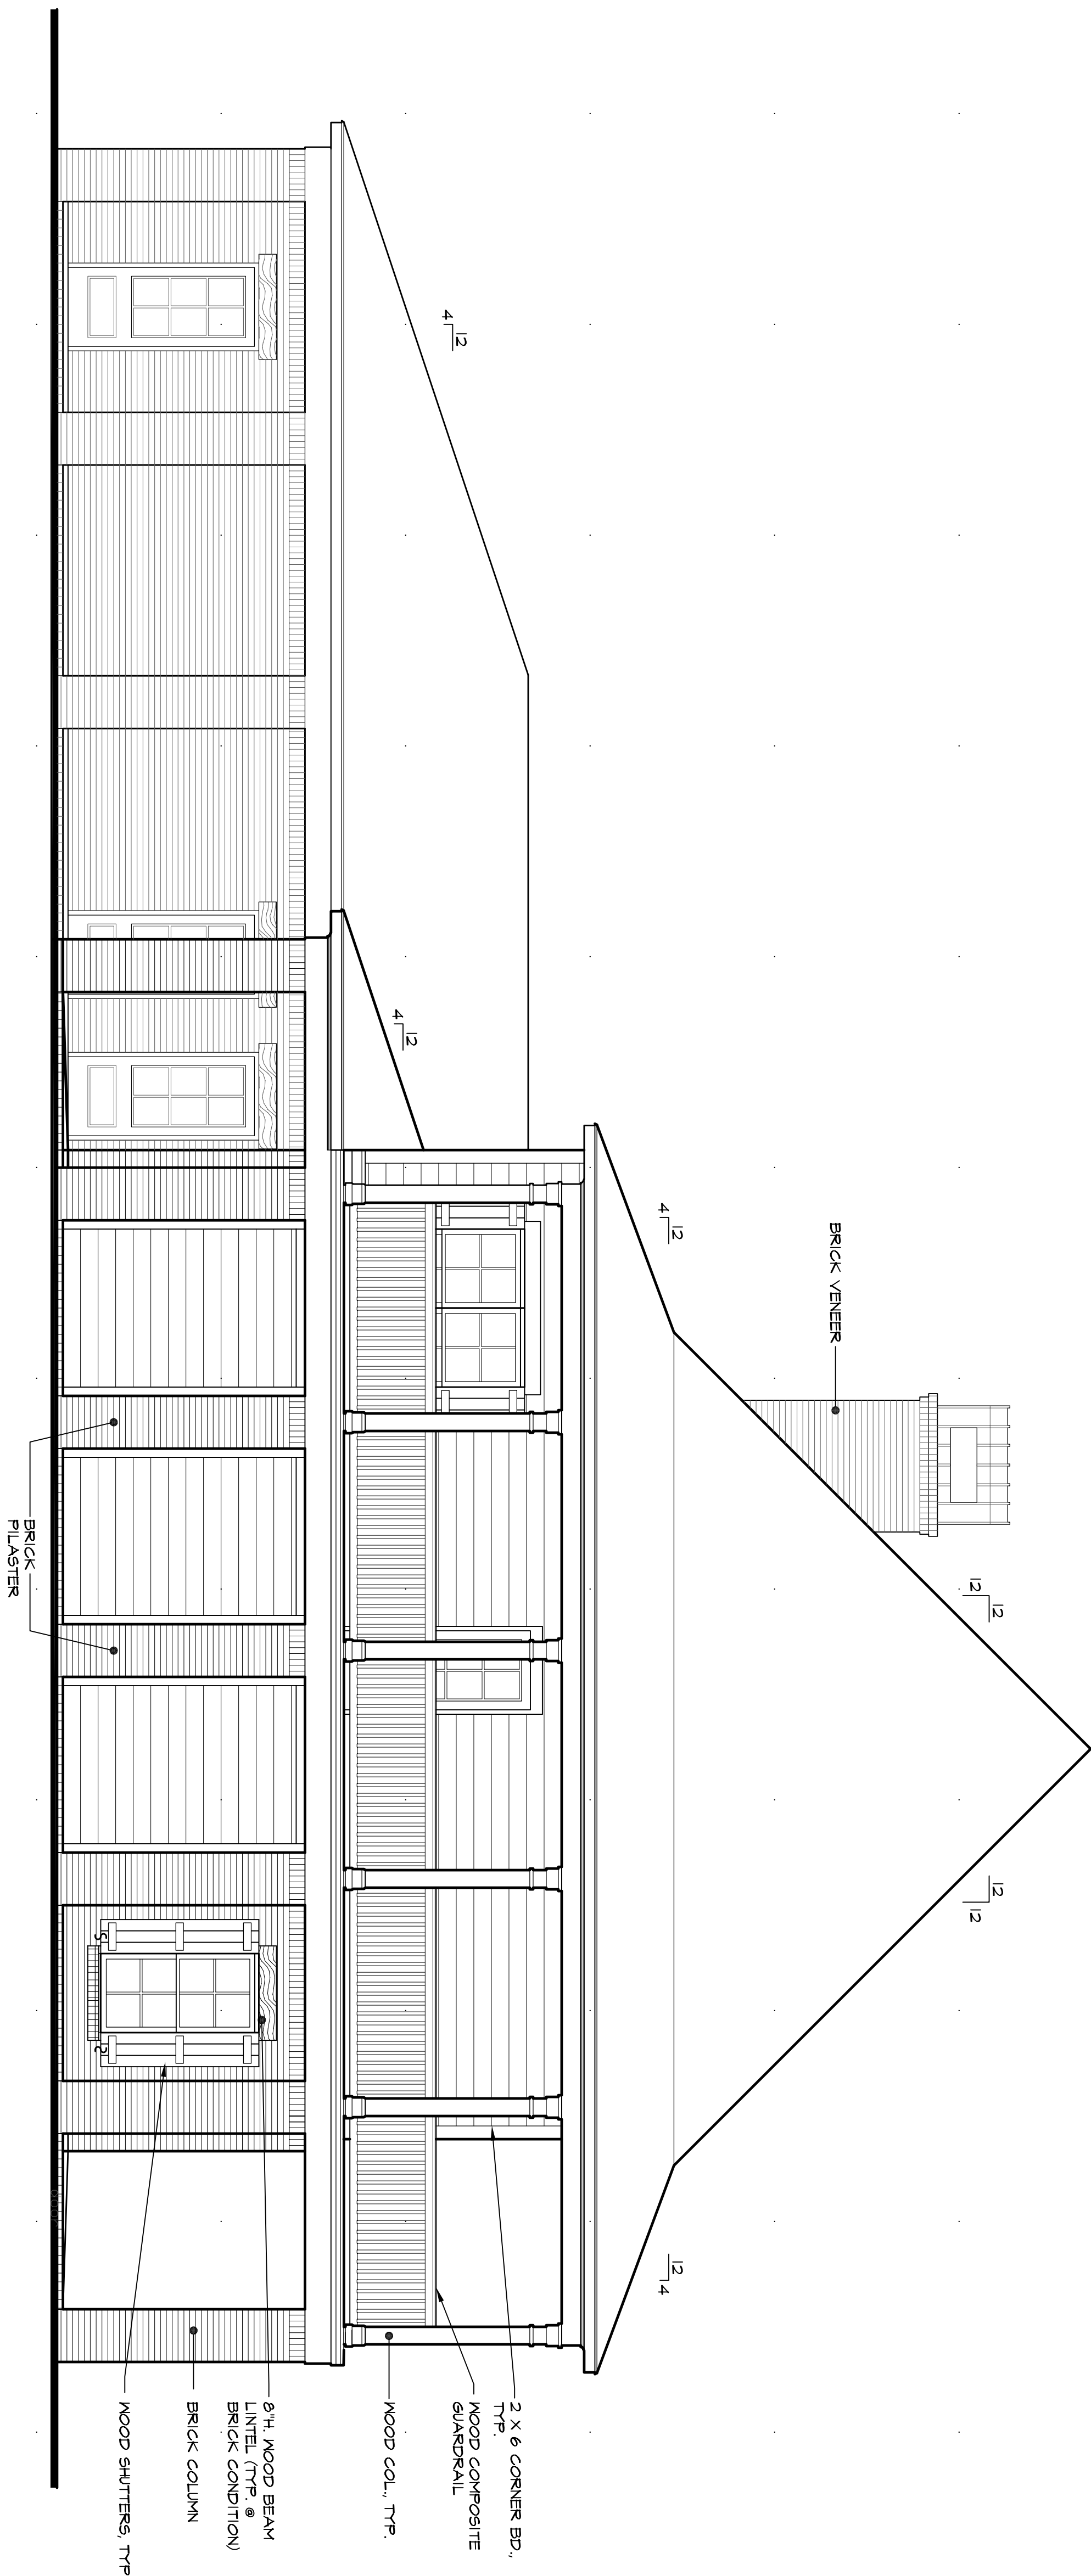 12
4
12
4
12
4
BRICK VENEER
12
12
12
12
12
4
2 X 6 CORNER BD.,
TYP.
WOOD COMPOSITE
GUARDRAIL
WOOD COL., TYP.
8"H. WOOD BEAM
LINTEL (TYP. @
BRICK CONDITION)
BRICK COLUMN
WOOD SHUTTERS, TYP
BRICK
PILASTER